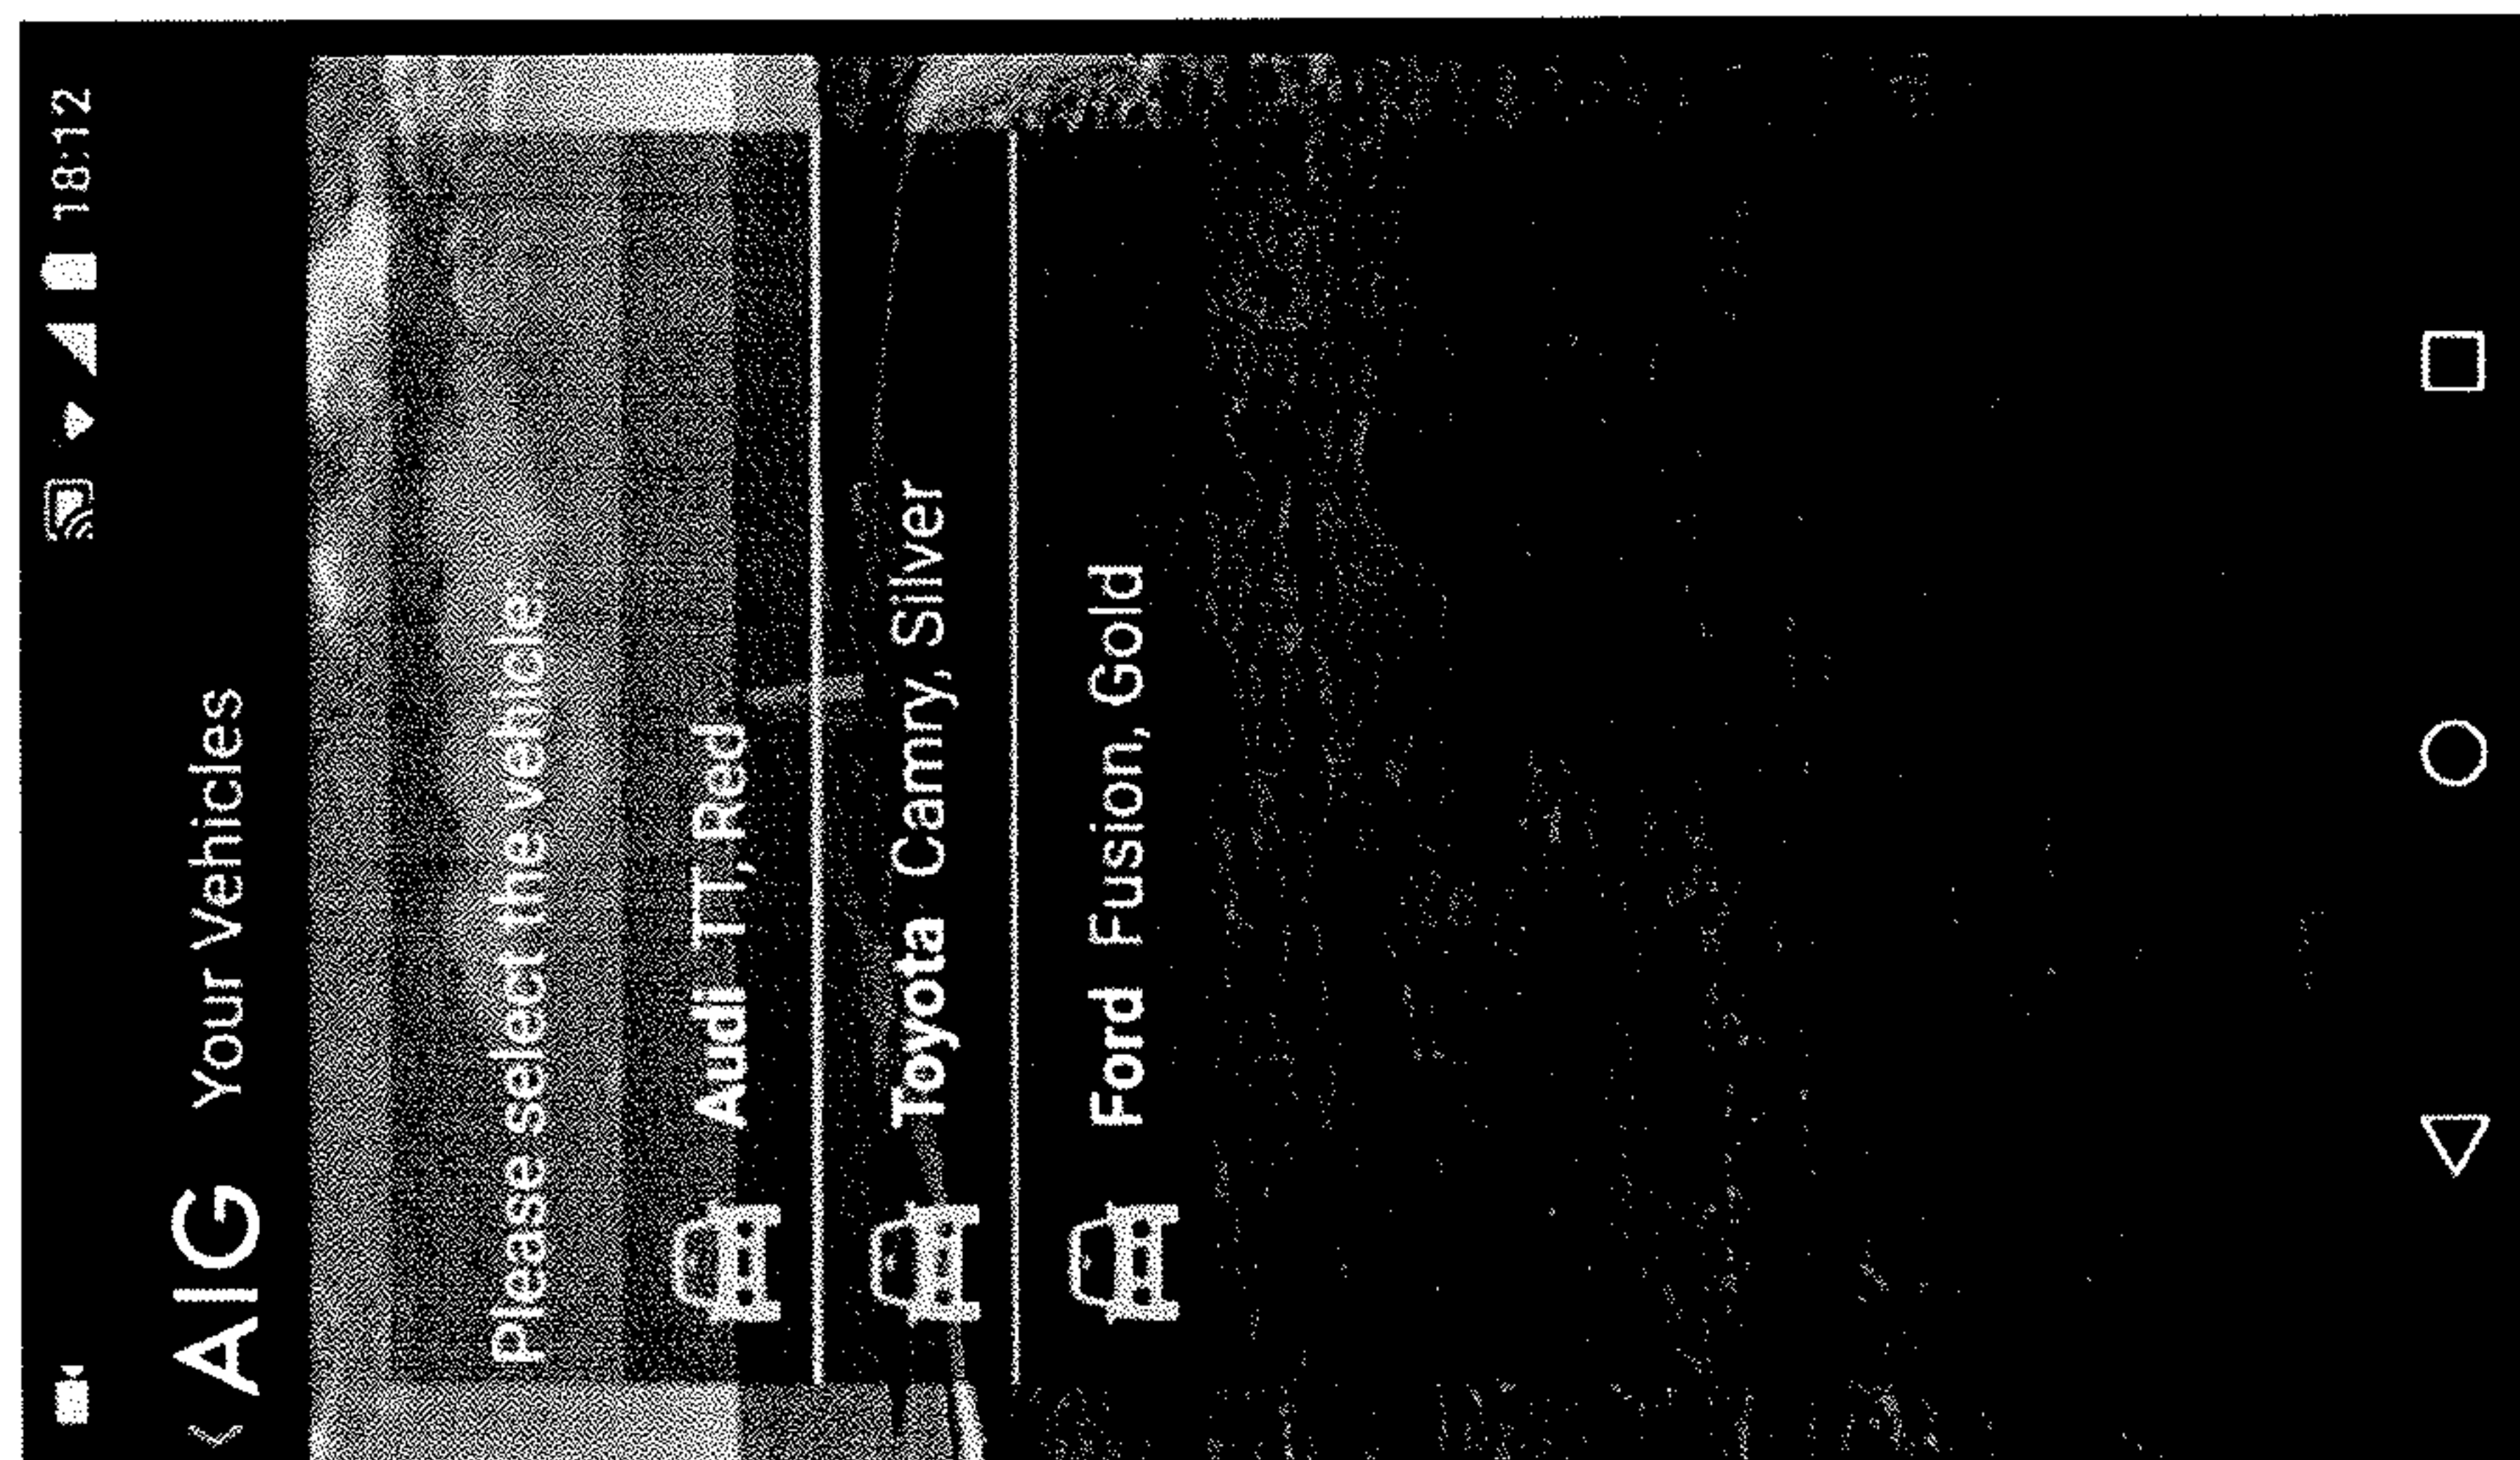 18:12
AIG Your Vehicles
Please select the vehicle:
Audi TT, Red
Toyota Camry, Silver
Ford Fusion, Gold